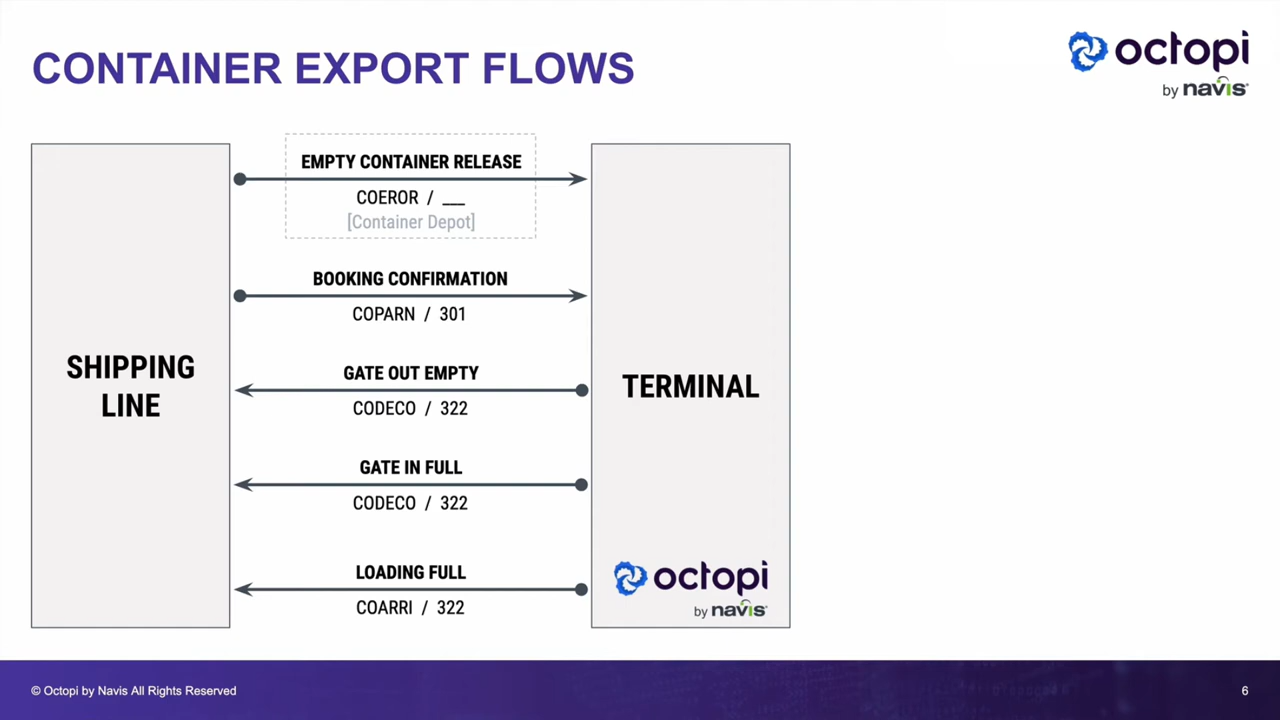 CONTAINER EXPORT FLOWS
octopi
by navis
EMPTY CONTAINER RELEASE
COEROR / ___
[Container Depot]
BOOKING CONFIRMATION
COPARN / 301
SHIPPING
LINE
GATE OUT EMPTY
CODECO / 322
TERMINAL
GATE IN FULL
CODECO / 322
LOADING FULL
COARRI / 322
octopi
by navis
© Octopi by Navis All Rights Reserved
6